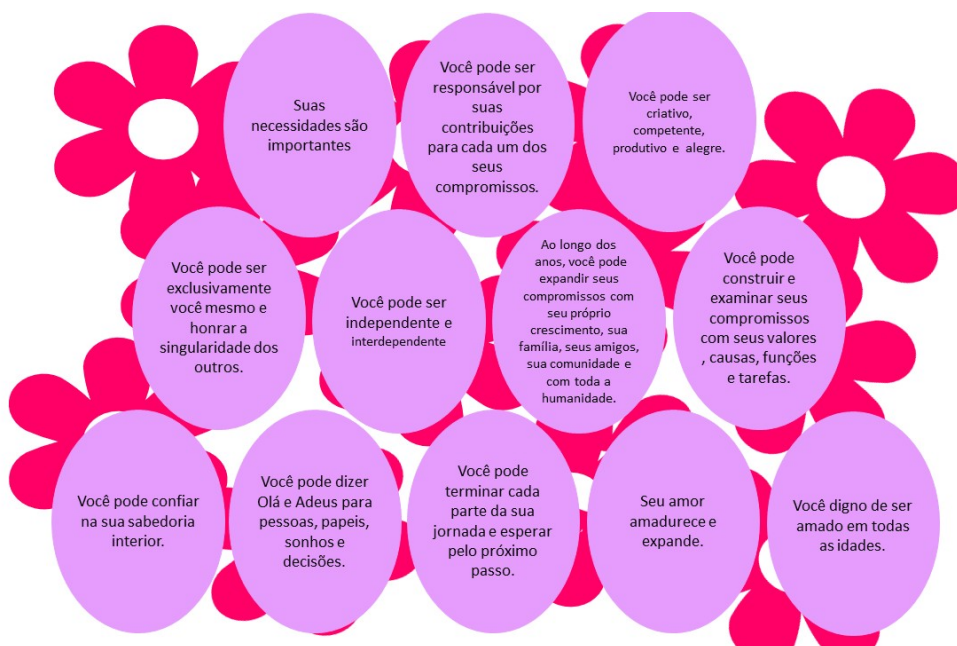 Suas
necessidades são
importantes
Você pode ser
responsável por
suas
contribuições
para cada um dos
seus
compromissos.
Você pode ser
criativo,
competente,
produtivo e alegre.
Você pode ser
exclusivamente
você mesmo e
honrar a
singularidade dos
outros.
Você pode ser
independente e
interdependente
Ao longo dos
anos, você pode
expandir seus
compromissos com
seu próprio
crescimento, sua
família, seus amigos,
sua comunidade e
com toda a
humanidade.
Você pode
construir e
examinar seus
compromissos
com seus valores
, causas, funções
e tarefas.
Você pode confiar
na sua sabedoria
interior.
Você pode dizer
Olá e Adeus para
pessoas, papeis,
sonhos e
decisões.
Você pode
terminar cada
parte da sua
jornada e esperar
pelo próximo
passo.
Seu amor
amadurece e
expande.
Você digno de ser
amado em todas
as idades.